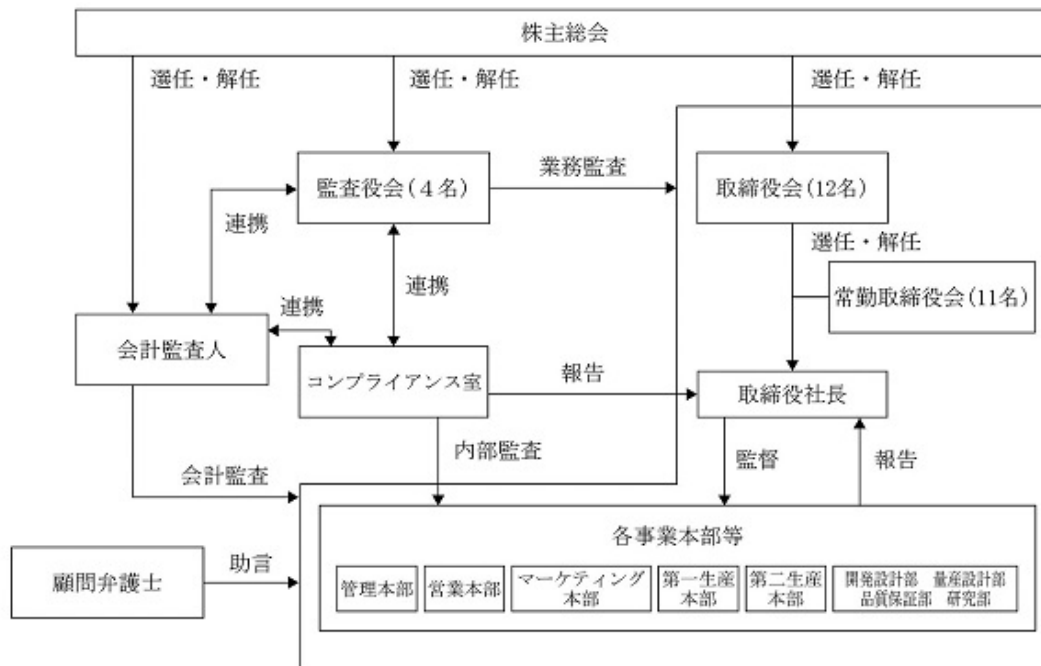 株主総会
選任・解任
選任・解任
選任・解任
監査役会(4名)
業務監査
取締役会(12名)
連携
選任・解任
連携
常勤取締役会(11名)
連携
会計監査人
コンプライアンス室
報告
取締役社長
内部監査
監督
報告
会計監査
各事業本部等
顧問弁護士
助言
管理本部
営業本部
マーケティング
本部
第一生産
本部
第二生産
本部
開発設計部 量産設計部
品質保証部 研究部